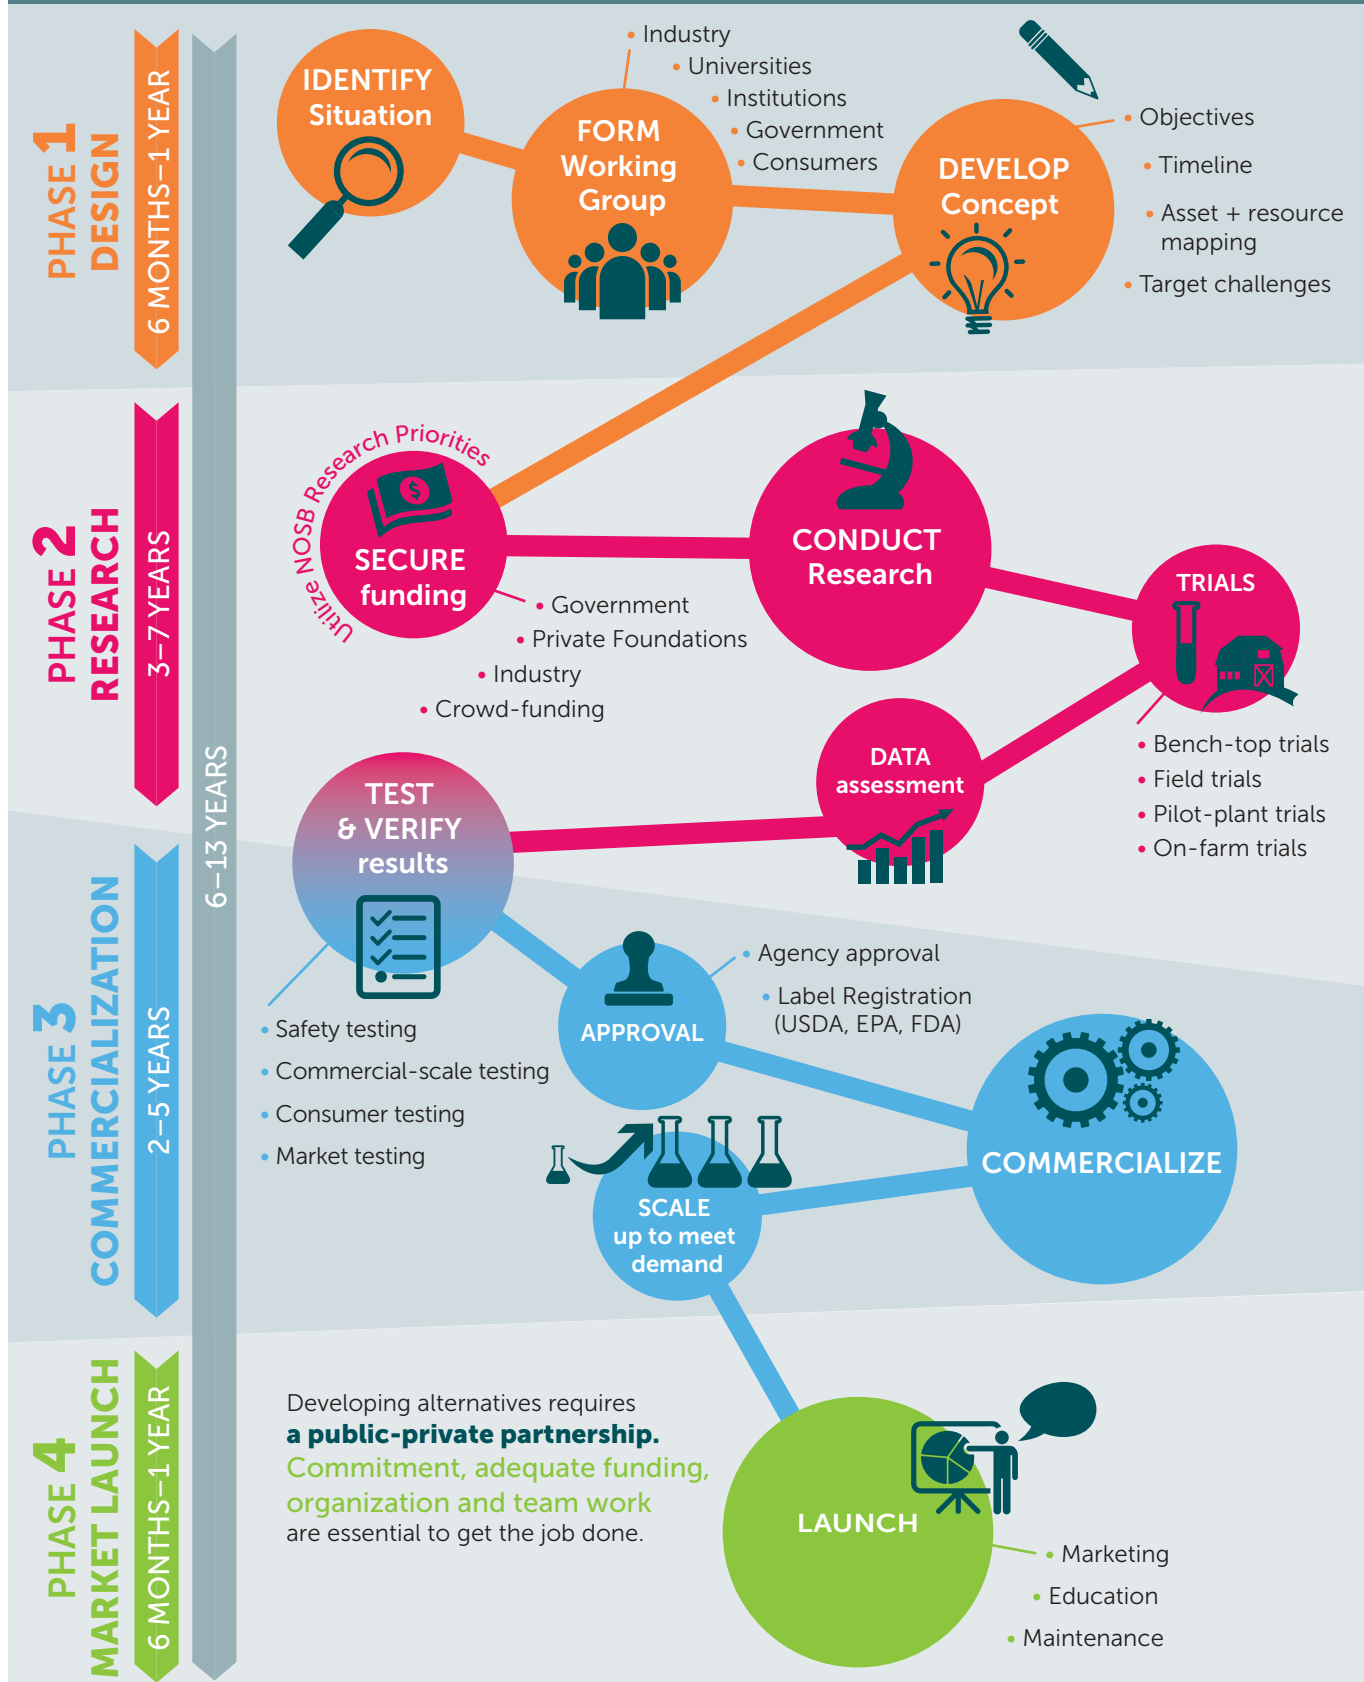 PHASE 1
DESIGN
6 MONTHS–1 YEAR
IDENTIFY
Situation
FORM
Working
Group
• Industry
• Universities
• Institutions
• Government
• Consumers
DEVELOP
Concept
• Objectives
• Timeline
• Asset + resource
mapping
• Target challenges
6–13 YEARS
PHASE 2
RESEARCH
3–7 YEARS
Utilize NOSB Research Priorities
$
SECURE
funding
• Government
• Private Foundations
• Industry
• Crowd-funding
CONDUCT
Research
TRIALS
• Bench-top trials
• Field trials
• Pilot-plant trials
• On-farm trials
DATA
assessment
TEST
& VERIFY
results
• Safety testing
• Commercial-scale testing
• Consumer testing
• Market testing
PHASE 3
COMMERCIALIZATION
2–5 YEARS
APPROVAL
• Agency approval
• Label Registration
(USDA, EPA, FDA)
COMMERCIALIZE
SCALE
up to meet
demand
PHASE 4
MARKET LAUNCH
6 MONTHS–1 YEAR
Developing alternatives requires
a public-private partnership.
Commitment, adequate funding,
organization and team work
are essential to get the job done.
LAUNCH
• Marketing
• Education
• Maintenance